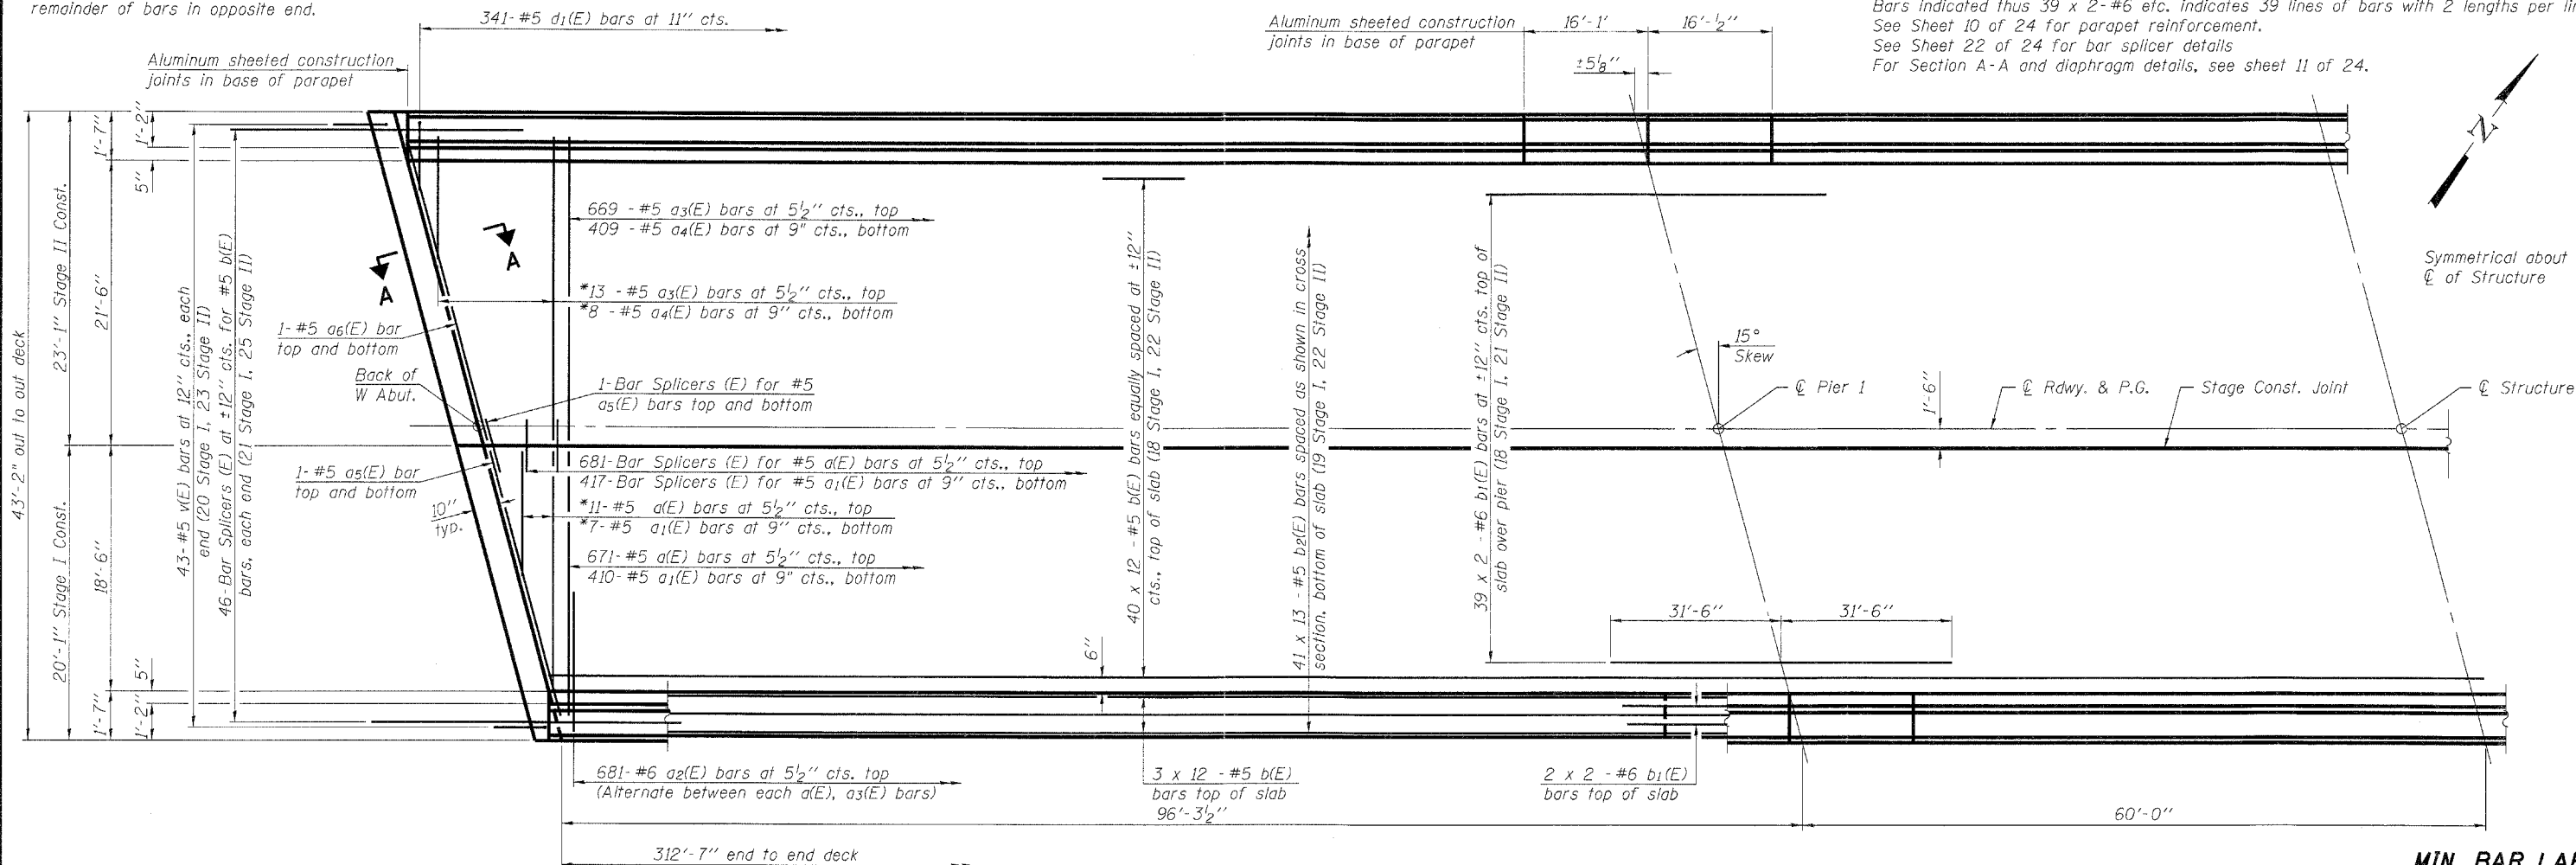 remainder of bars in opposite end.
341-#5 d1(E) bars at 11" cts.
Aluminum sheeted construction
joints in base of parapet
Aluminum sheeted construction
joints in base of parapet
16'-1'
16'-½"
±5⅛"
Bars indicated thus 39 x 2-#6 etc. indicates 39 lines of bars with 2 lengths per
See Sheet 10 of 24 for parapet reinforcement.
See Sheet 22 of 24 for bar splicer details
For Section A-A and diaphragm details, see sheet 11 of 24.
N
Symmetrical about
℄ of Structure
43'-2" out to out deck
23'-1" Stage II Const.
20'-1" Stage I Const.
1'-7"
21'-6"
18'-6"
1'-7"
1'-2"
5"
5"
1'-2"
43-#5 v(E) bars at 12" cts., each
end (20 Stage I, 23 Stage II)
46-Bar Splicers (E) at ±12" cts. for #5 b(E)
bars, each end (21 Stage I, 25 Stage II)
A
A
669 - #5 a3(E) bars at 5½" cts., top
409 - #5 a4(E) bars at 9" cts., bottom
*13 - #5 a3(E) bars at 5½" cts., top
*8 - #5 a4(E) bars at 9" cts., bottom
1-#5 a6(E) bar
top and bottom
Back of
W Abut.
1-Bar Splicers (E) for #5
a5(E) bars top and bottom
1-#5 a5(E) bar
top and bottom
10"
typ.
681-Bar Splicers (E) for #5 a(E) bars at 5½" cts., top
417-Bar Splicers (E) for #5 a1(E) bars at 9" cts., bottom
*11-#5 a(E) bars at 5½" cts., top
*7-#5 a1(E) bars at 9" cts., bottom
671-#5 a(E) bars at 5½" cts., top
410-#5 a1(E) bars at 9" cts., bottom
40 x 12 -#5 b(E) bars equally spaced at ±12"
cts., top of slab (18 Stage I, 22 Stage II)
41 x 13 -#5 b2(E) bars spaced as shown in cross
section, bottom of slab (19 Stage I, 22 Stage II)
39 x 2 -#6 b1(E) bars at ±12" cts. top of
slab over pier (18 Stage I, 21 Stage II)
15°
Skew
℄ Pier 1
1'-6"
℄ Rdwy. & P.G.
Stage Const. Joint
℄ Structure
31'-6"
31'-6"
6"
681-#6 a2(E) bars at 5½" cts. top
(Alternate between each a(E), a3(E) bars)
3 x 12 -#5 b(E)
bars top of slab
2 x 2 -#6 b1(E)
bars top of slab
96'-3½"
60'-0"
312'-7" end to end deck
MIN. BAR